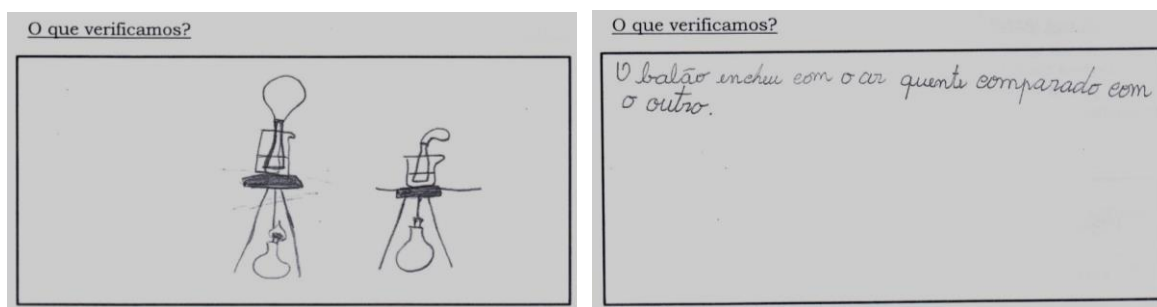 O que verificamos?
O que verificamos?
O balão encheu com o ar quente comparado com
o outro.